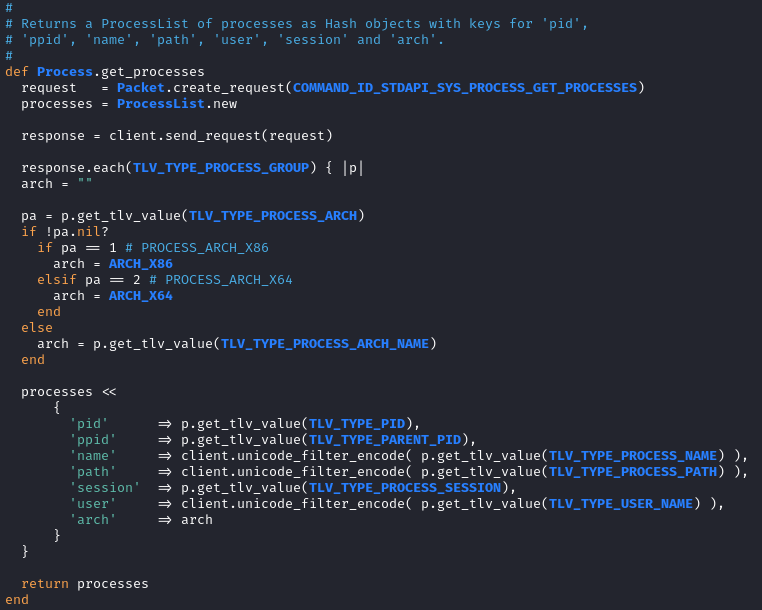 #
# Returns a ProcessList of processes as Hash objects with keys for 'pid',
# 'ppid', 'name', 'path', 'user', 'session' and 'arch'.
#
def Process.get_processes
  request   = Packet.create_request(COMMAND_ID_STDAPI_SYS_PROCESS_GET_PROCESSES)
  processes = ProcessList.new

  response = client.send_request(request)

  response.each(TLV_TYPE_PROCESS_GROUP) { |p|
  arch = ""

  pa = p.get_tlv_value(TLV_TYPE_PROCESS_ARCH)
  if !pa.nil?
    if pa == 1 # PROCESS_ARCH_X86
      arch = ARCH_X86
    elsif pa == 2 # PROCESS_ARCH_X64
      arch = ARCH_X64
    end
  else
    arch = p.get_tlv_value(TLV_TYPE_PROCESS_ARCH_NAME)
  end

  processes <<
      {
        'pid'      => p.get_tlv_value(TLV_TYPE_PID),
        'ppid'     => p.get_tlv_value(TLV_TYPE_PARENT_PID),
        'name'     => client.unicode_filter_encode( p.get_tlv_value(TLV_TYPE_PROCESS_NAME) ),
        'path'     => client.unicode_filter_encode( p.get_tlv_value(TLV_TYPE_PROCESS_PATH) ),
        'session'  => p.get_tlv_value(TLV_TYPE_PROCESS_SESSION),
        'user'     => client.unicode_filter_encode( p.get_tlv_value(TLV_TYPE_USER_NAME) ),
        'arch'     => arch
      }
  }

  return processes
end